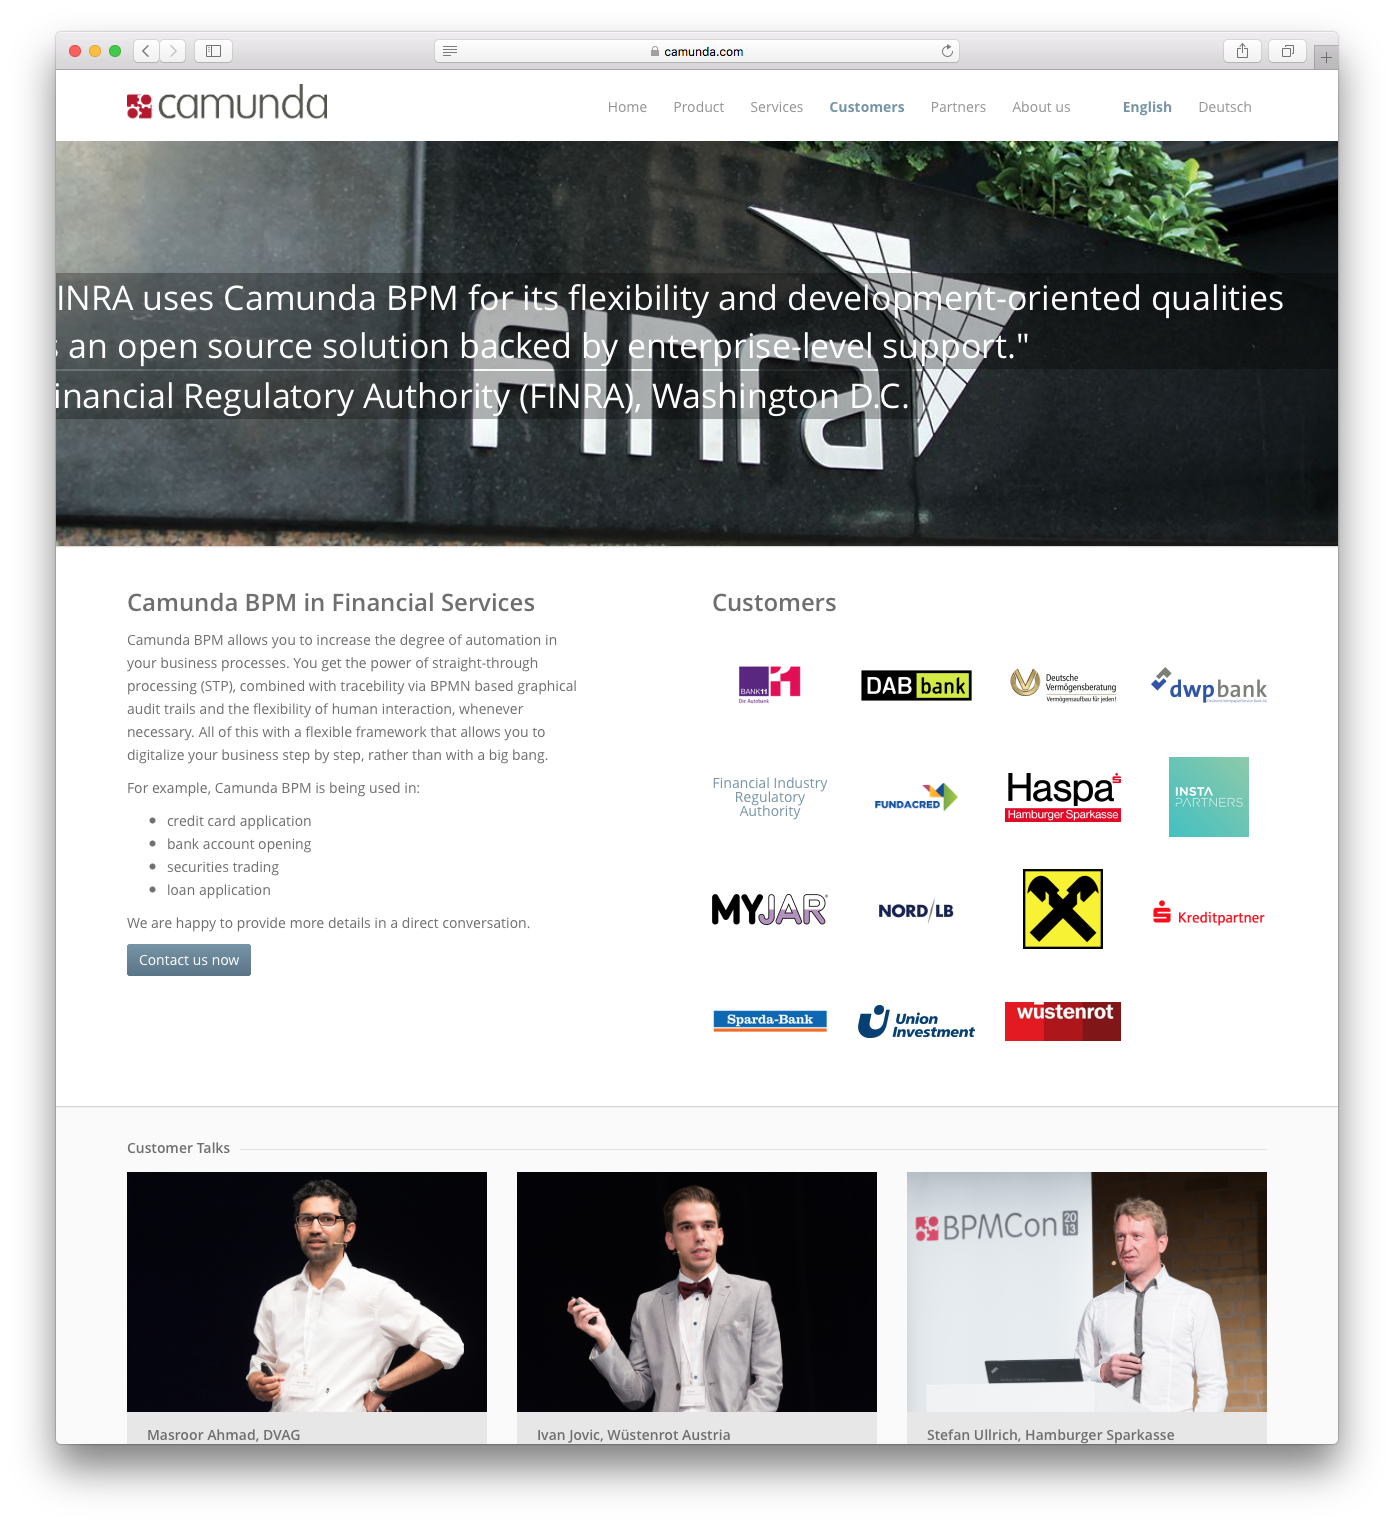 camunda.com
camunda
Home Product Services Customers Partners About us English Deutsch
INRA uses Camunda BPM for its flexibility and development-oriented qualities
s an open source solution backed by enterprise-level support."
inancial Regulatory Authority (FINRA), Washington D.C.
Finra
Camunda BPM in Financial Services
Camunda BPM allows you to increase the degree of automation in
your business processes. You get the power of straight-through
processing (STP), combined with tracebility via BPMN based graphical
audit trails and the flexibility of human interaction, whenever
necessary. All of this with a flexible framework that allows you to
digitalize your business step by step, rather than with a big bang.
For example, Camunda BPM is being used in:
credit card application
bank account opening
securities trading
loan application
We are happy to provide more details in a direct conversation.
Contact us now
Customers
BANK11
Die Autobank
DAB bank
Deutsche
Vermögensberatung
Vermögensaufbau für jeden!
dwpbank
Financial Industry
Regulatory
Authority
FUNDACRED
Haspa
Hamburger Sparkasse
INSTA
PARTNERS
MYJAR
NORD/LB
Kreditpartner
Sparda-Bank
Union
Investment
wüstenrot
Customer Talks
BPMCon 20
13
Masroor Ahmad, DVAG
Ivan Jovic, Wüstenrot Austria
Stefan Ullrich, Hamburger Sparkasse